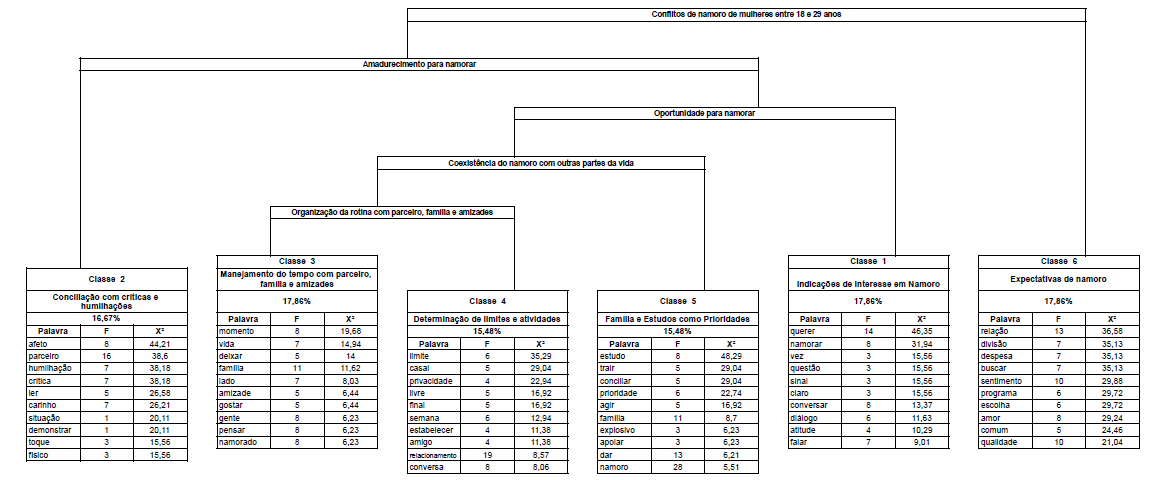 Conflitos de namoro de mulheres entre 18 e 29 anos
Amadurecimento para namorar
Oportunidade para namorar
Coexistência do namoro com outras partes da vida
Organização da rotina com parceiro, família e amizades
Classe 2
Conciliação com críticas e
humilhações
16,67%
Palavra F X²
afeto 8 44,21
parceiro 16 38,6
humilhação 7 38,18
crítica 7 38,18
ler 5 26,58
carinho 7 26,21
situação 1 20,11
demonstrar 1 20,11
toque 3 15,56
físico 3 15,56
Classe 3
Manejamento do tempo com parceiro,
família e amizades
17,86%
Palavra F X²
momento 8 19,68
vida 7 14,94
deixar 5 14
família 11 11,62
lado 7 8,03
amizade 5 6,44
gostar 5 6,44
gente 8 6,23
pensar 8 6,23
namorado 8 6,23
Classe 4
Determinação de limites e atividades
15,48%
Palavra F X²
limite 6 35,29
casal 5 29,04
privacidade 4 22,94
livre 5 16,92
final 5 16,92
semana 6 12,94
estabelecer 4 11,38
amigo 4 11,38
relacionamento 19 8,57
conversa 8 8,06
Classe 5
Família e Estudos como Prioridades
15,48%
Palavra F X²
estudo 8 48,29
trair 5 29,04
conciliar 5 29,04
prioridade 6 22,74
agir 5 16,92
família 11 8,7
explosivo 3 6,23
apoiar 3 6,23
dar 13 6,21
namoro 28 5,51
Classe 1
Indicações de Interesse em Namoro
17,86%
Palavra F X²
querer 14 46,35
namorar 8 31,94
vez 3 15,56
questão 3 15,56
sinal 3 15,56
claro 3 15,56
conversar 8 13,37
diálogo 6 11,63
atitude 4 10,29
falar 7 9,01
Classe 6
Expectativas de namoro
17,86%
Palavra F X²
relação 13 36,58
divisão 7 35,13
despesa 7 35,13
buscar 7 35,13
sentimento 10 29,88
programa 6 29,72
escolha 6 29,72
amor 8 29,24
comum 5 24,46
qualidade 10 21,04